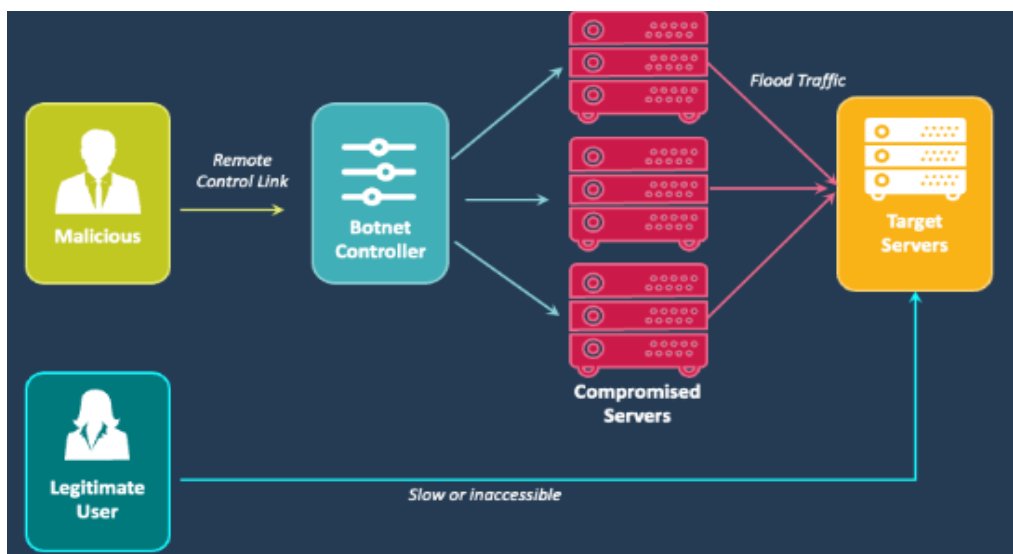 Flood Traffic
Remote
Control Link
Malicious
Botnet
Controller
Target
Servers
Compromised
Servers
Legitimate
User
Slow or inaccessible